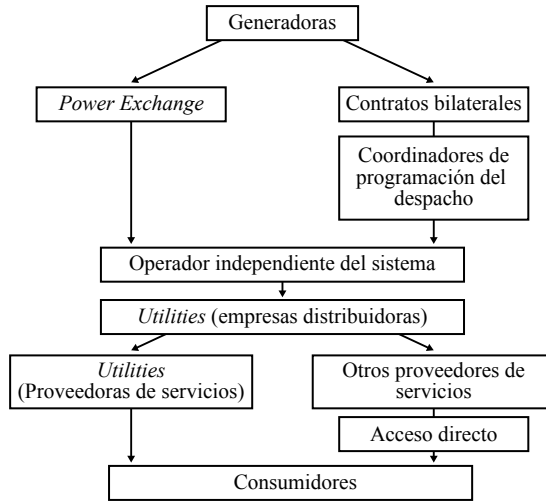 Generadoras
Power Exchange
Contratos bilaterales
Coordinadores de
programación del
despacho
Operador independiente del sistema
Utilities (empresas distribuidoras)
Utilities
(Proveedoras de servicios)
Otros proveedores de
servicios
Acceso directo
Consumidores